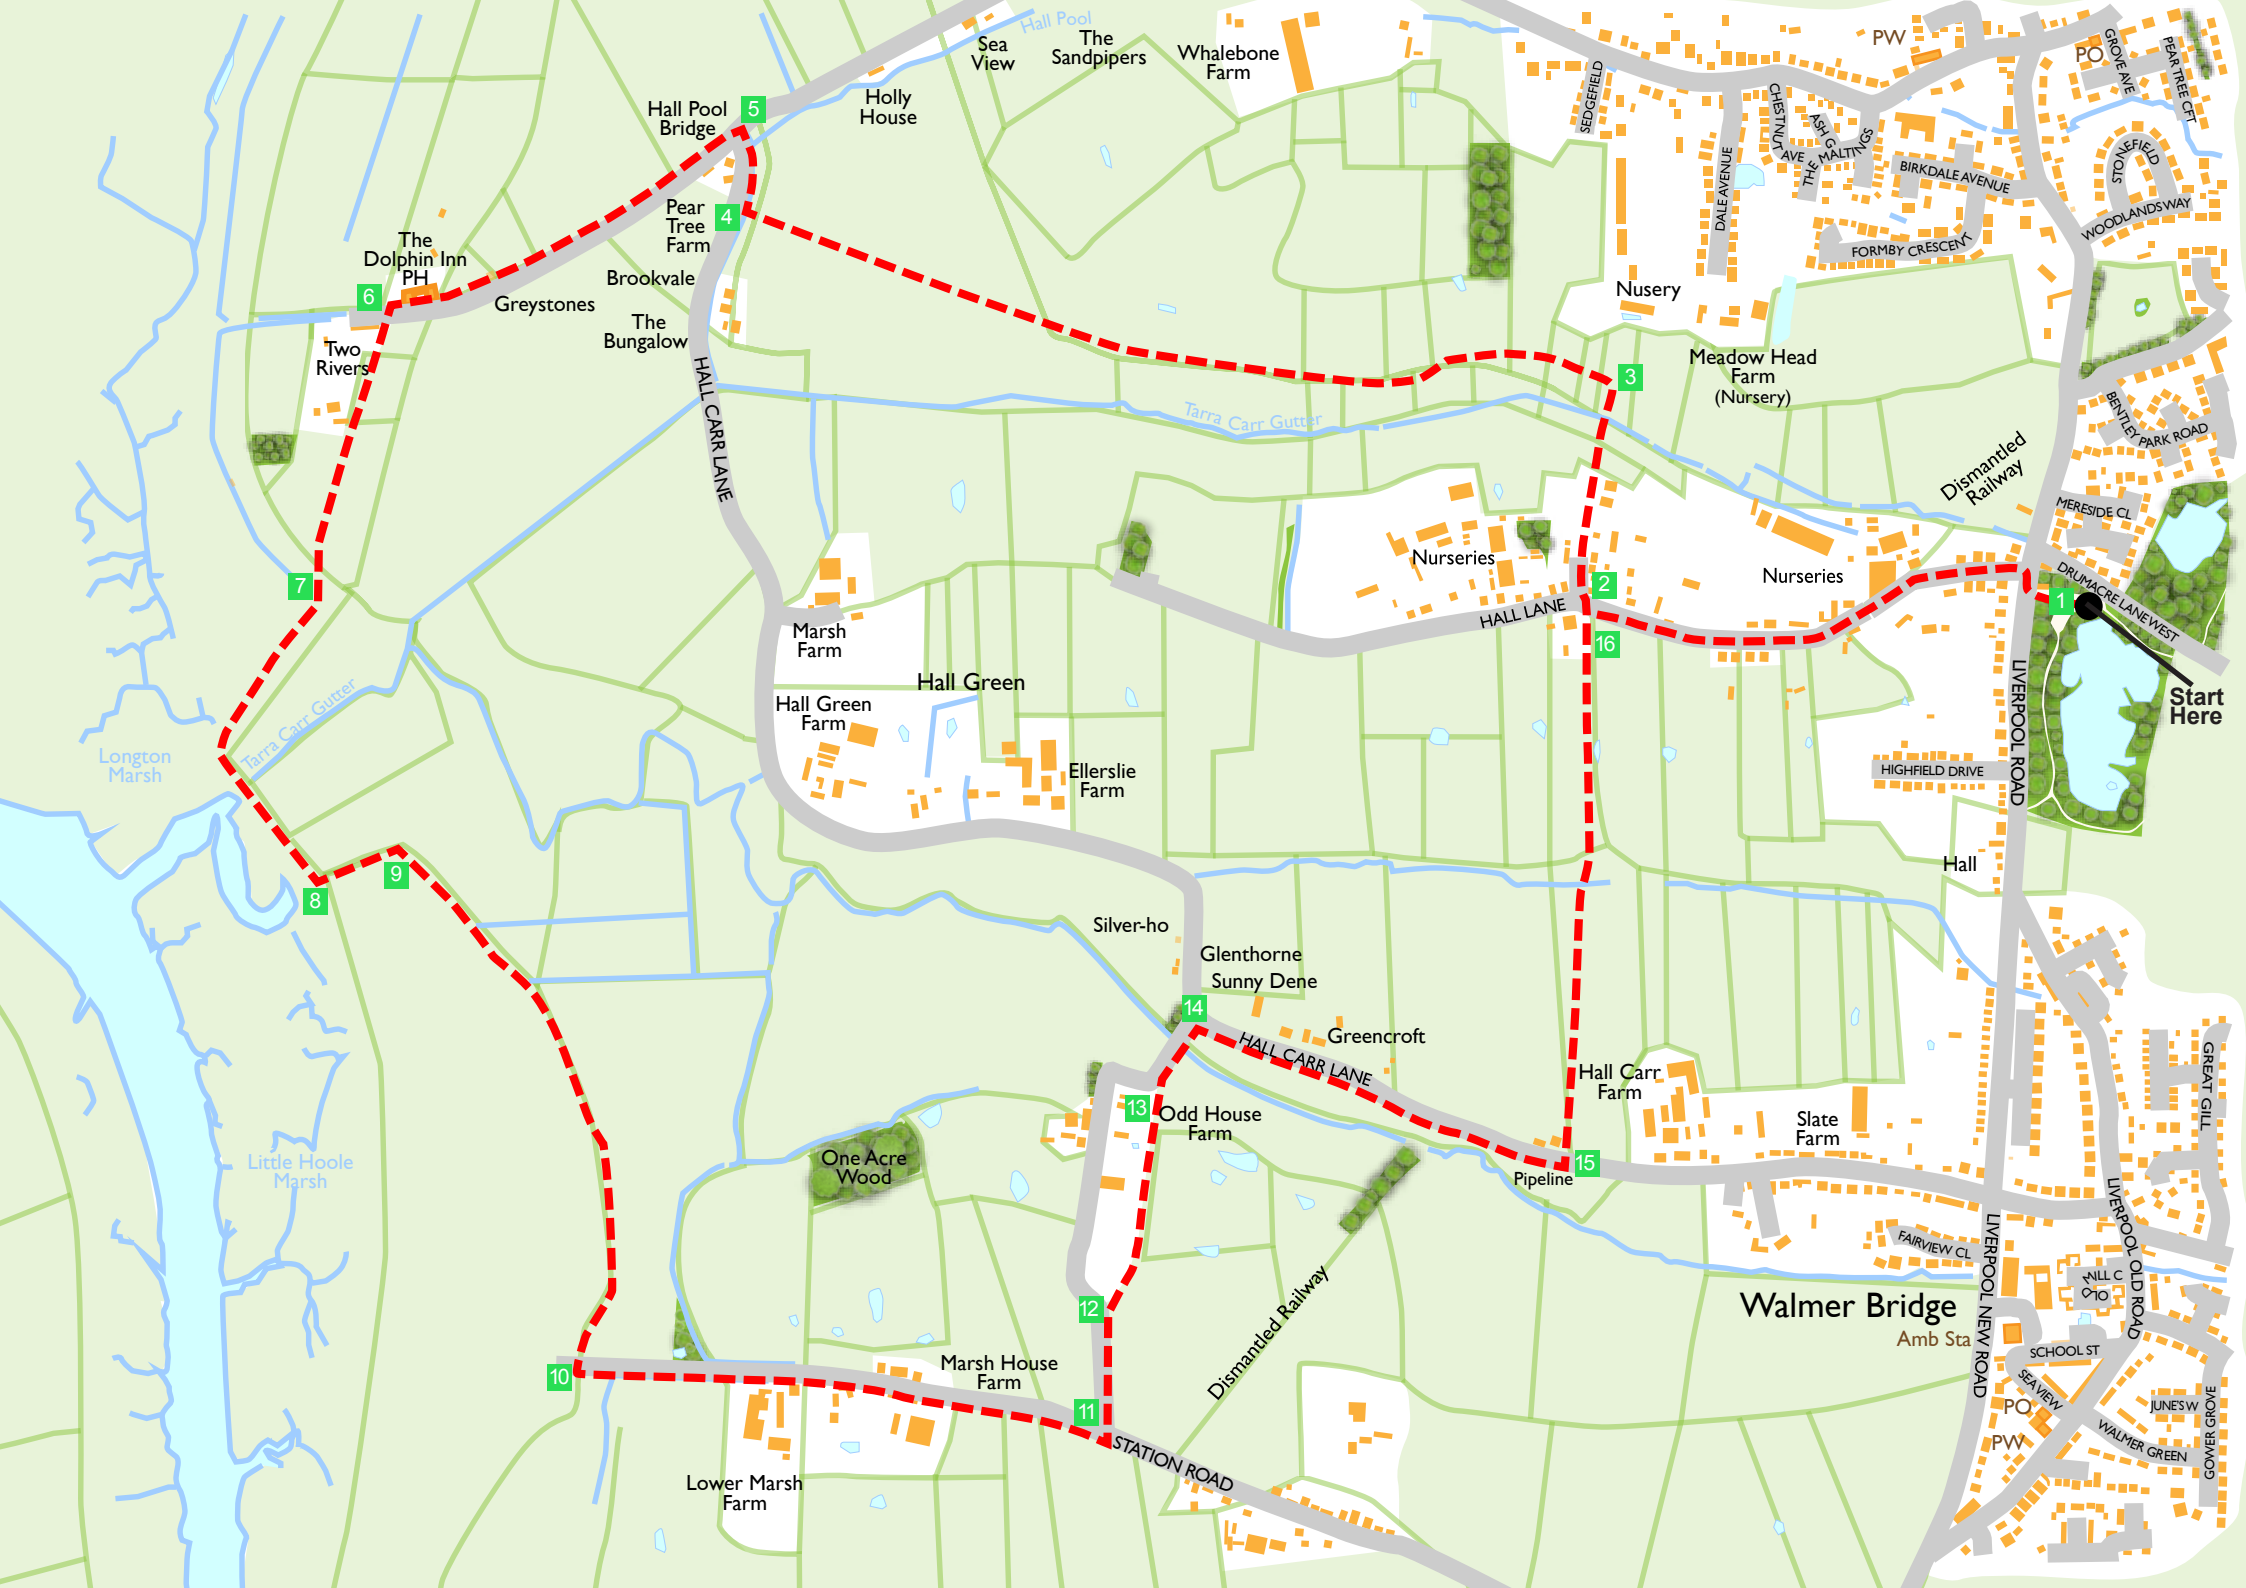 Hall Pool
Sea
View
The
Sandpipers
Whalebone
Farm
PW
PO
GROVE AVE
PEAR TREE CFT
Hall Pool
Bridge
5
Holly
House
SEDGEFIELD
CHESTNUT
AVE
ASH G
THE MALTINGS
DALE AVENUE
BIRKDALE AVENUE
STONEFIELD
WOODLANDS WAY
FORMBY CRESCENT
4
Pear
Tree
Farm
The
Dolphin Inn
PH
Brookvale
6
Greystones
The
Bungalow
Two
Rivers
Nusery
Meadow Head
Farm
(Nursery)
3
HALL CARR LANE
Tarra Carr Gutter
BENTLEY PARK ROAD
Dismantled
Railway
MERESIDE CL
Nurseries
Nurseries
7
2
1
DRUMACRE LANE WEST
HALL LANE
16
Marsh
Farm
Hall Green
Hall Green
Farm
LIVERPOOL ROAD
Start
Here
Tarra Carr Gutter
Longton
Marsh
Ellerslie
Farm
HIGHFIELD DRIVE
Hall
8
9
Silver-ho
Glenthorne
Sunny Dene
14
Greencroft
HALL CARR LANE
Hall Carr
Farm
GREAT GILL
13
Odd House
Farm
Slate
Farm
One Acre
Wood
Little Hoole
Marsh
15
Pipeline
LIVERPOOL OLD ROAD
LIVERPOOL NEW ROAD
FAIRVIEW CL
MILL C
OLD
Walmer Bridge
Amb Sta
12
Dismantled Railway
SCHOOL ST
SEA VIEW
Marsh House
Farm
10
11
PO
PW
JUNE'S W
WALMER GREEN
GOWER GROVE
STATION ROAD
Lower Marsh
Farm